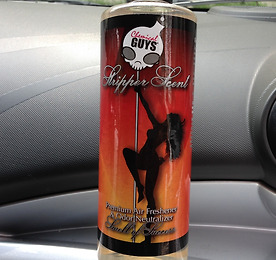 Chemical
GUYS
Stripper Scent
Premium Air Freshener
& Odor Neutralizer
Smell of Success